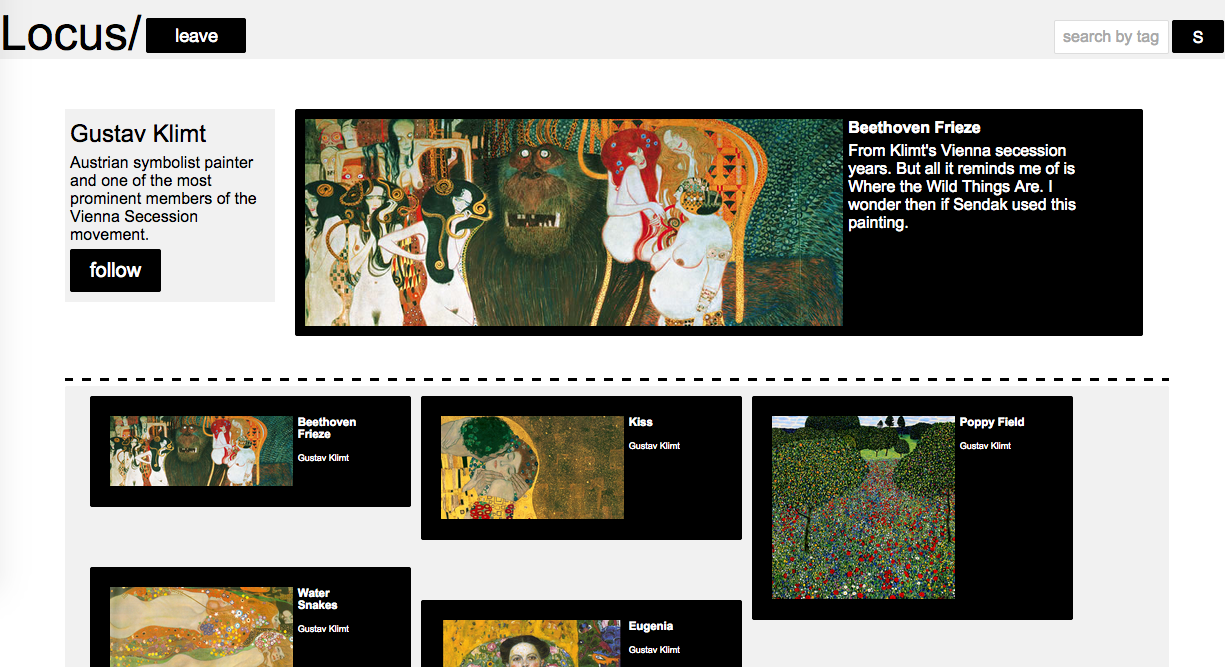 Locus/ leave search by tag S
Gustav Klimt
Austrian symbolist painter
and one of the most
prominent members of the
Vienna Secession
movement.
follow
Beethoven Frieze
From Klimt's Vienna secession
years. But all it reminds me of is
Where the Wild Things Are. I
wonder then if Sendak used this
painting.
Beethoven
Frieze
Gustav Klimt
Kiss
Gustav Klimt
Poppy Field
Gustav Klimt
Water
Snakes
Gustav Klimt
Eugenia
Gustav Klimt